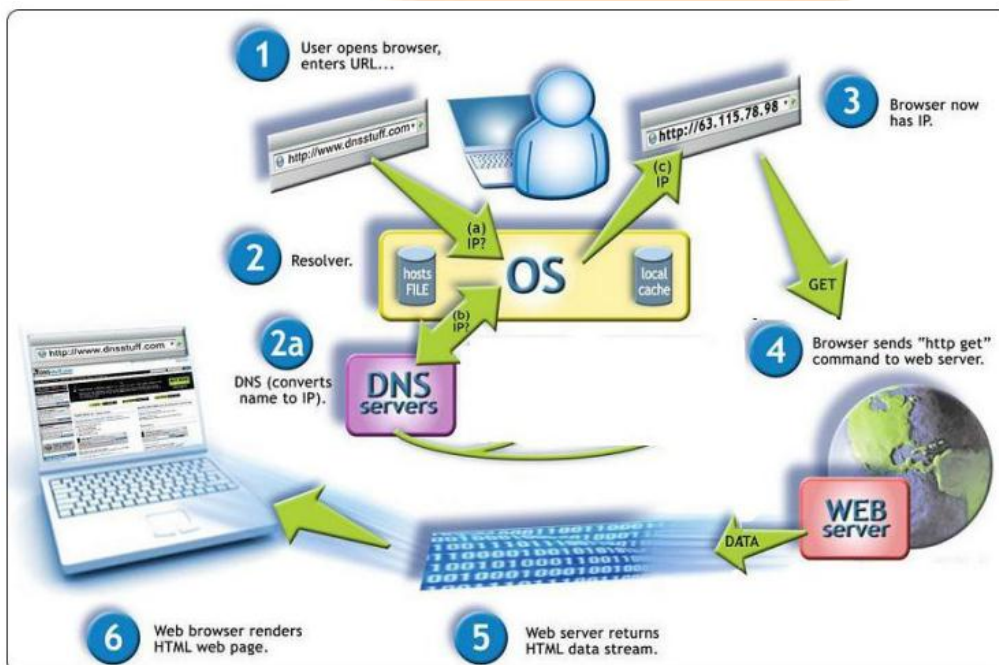 1
User opens browser,
enters URL...
http://www.dnsstuff.com
http://63.115.78.98
3
Browser now
has IP.
(a)
IP?
(c)
IP
2
Resolver.
hosts
FILE
OS
local
cache
GET
(b)
IP?
2a
DNS (converts
name to IP).
DNS
servers
4
Browser sends "http get"
command to web server.
http://www.dnsstuff.com
WEB
server
DATA
6
Web browser renders
HTML web page.
5
Web server returns
HTML data stream.